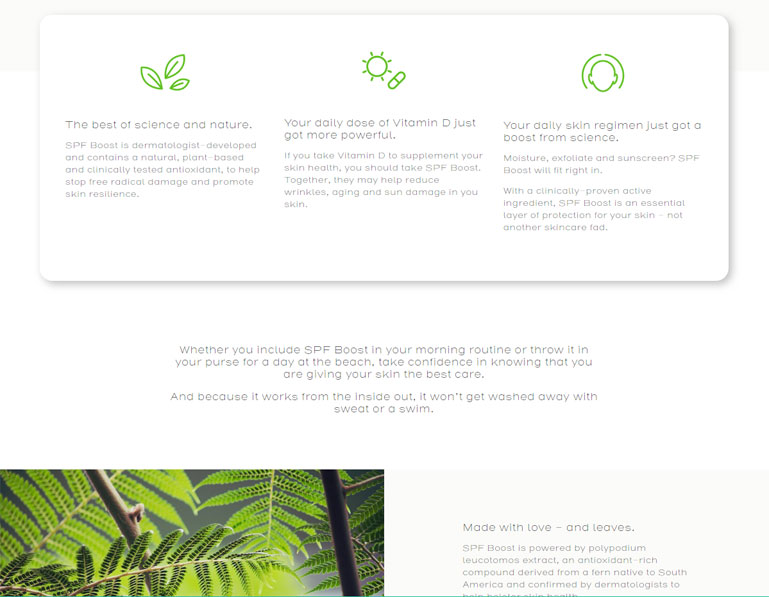 The best of science and nature.
SPF Boost is dermatologist-developed
and contains a natural, plant-based
and clinically tested antioxidant, to help
stop free radical damage and promote
skin resilience.
Your daily dose of Vitamin D just
got more powerful.
If you take Vitamin D to supplement your
skin health, you should take SPF Boost.
Together, they may help reduce
wrinkles, aging and sun damage in you
skin.
Your daily skin regimen just got a
boost from science.
Moisture, exfoliate and sunscreen? SPF
Boost will fit right in.
With a clinically-proven active
ingredient, SPF Boost is an essential
layer of protection for your skin - not
another skincare fad.
Whether you include SPF Boost in your morning routine or throw it in
your purse for a day at the beach, take confidence in knowing that you
are giving your skin the best care.
And because it works from the inside out, it won't get washed away with
sweat or a swim.
Made with love - and leaves.
SPF Boost is powered by polypodium
leucotomos extract, an antioxidant-rich
compound derived from a fern native to South
America and confirmed by dermatologists to